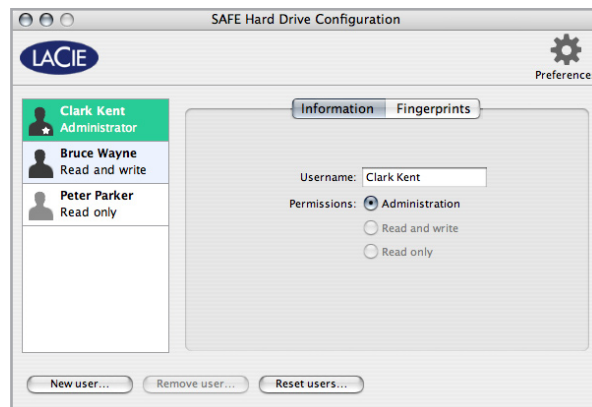 SAFE Hard Drive Configuration
LACIE
Preference
Clark Kent
Administrator
Bruce Wayne
Read and write
Peter Parker
Read only
Information Fingerprints
Username: Clark Kent
Permissions: Administration
Read and write
Read only
New user... Remove user... Reset users...